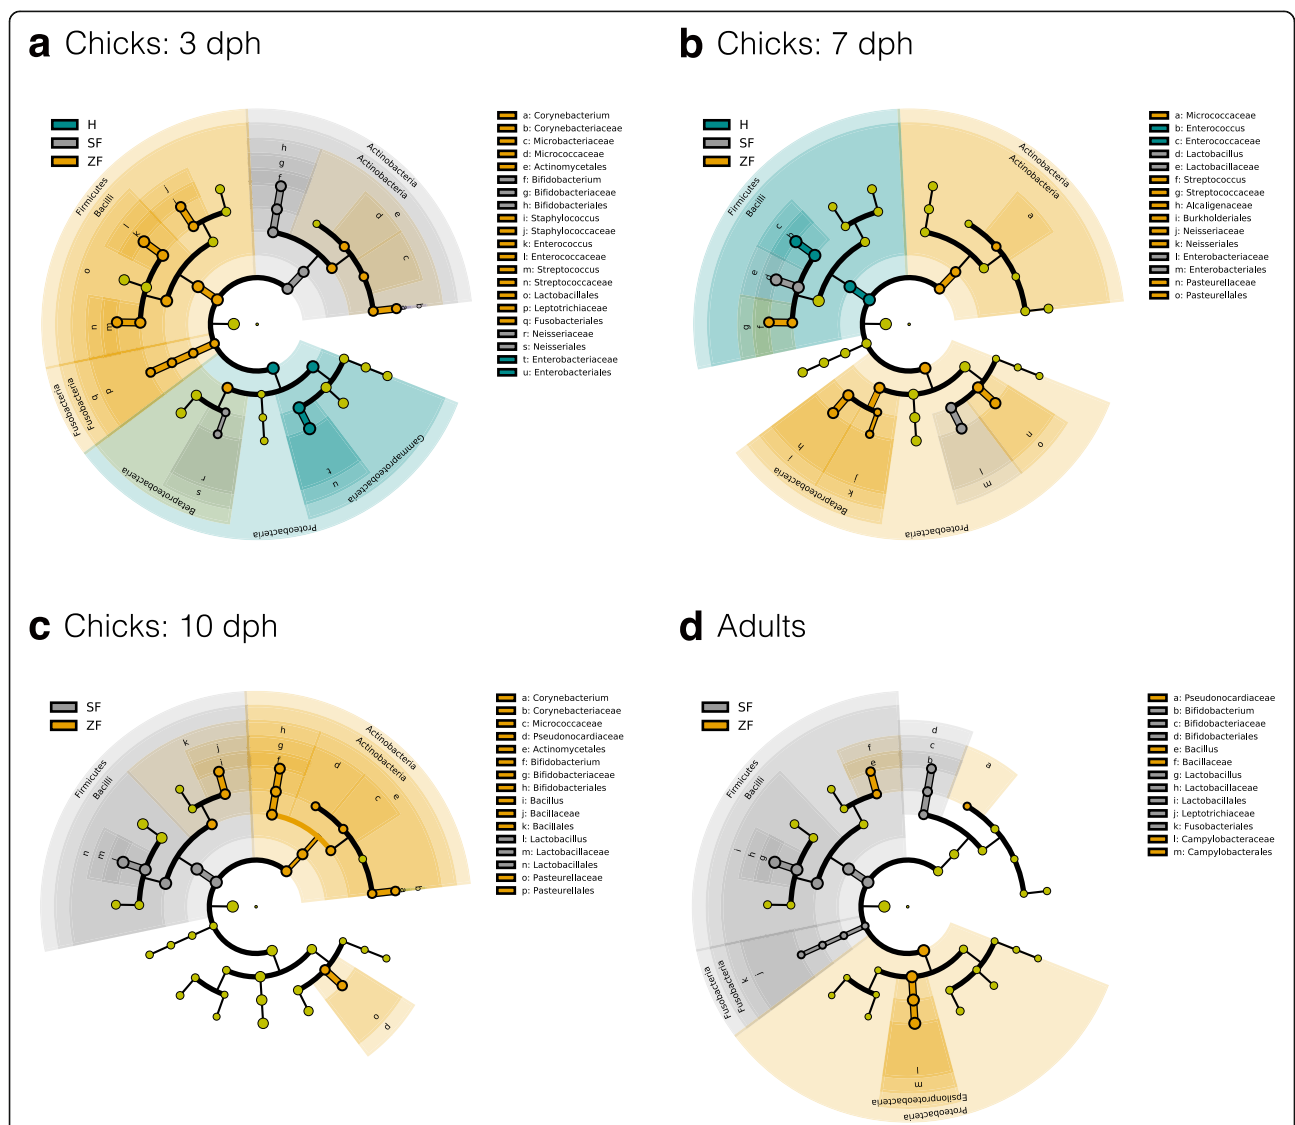 a Chicks: 3 dph
H
SF
ZF
Firmicutes
Bacilli
Actinobacteria
Actinobacteria
Fusobacteria
Fusobacteria
Betaproteobacteria
Gammaproteobacteria
Proteobacteria
h
g
f
e
d
c
b
a
j
l
k
o
n
m
p
q
r
s
t
u
a: Corynebacterium
b: Corynebacteriaceae
c: Microbacteriaceae
d: Micrococcaceae
e: Actinomycetales
f: Bifidobacterium
g: Bifidobacteriaceae
h: Bifidobacteriales
i: Staphylococcus
j: Staphylococcaceae
k: Enterococcus
l: Enterococcaceae
m: Streptococcus
n: Streptococcaceae
o: Lactobacillales
p: Leptotrichiaceae
q: Fusobacteriales
r: Neisseriaceae
s: Neisseriales
t: Enterobacteriaceae
u: Enterobacteriales
b Chicks: 7 dph
H
SF
ZF
Firmicutes
Bacilli
Actinobacteria
Actinobacteria
Betaproteobacteria
Proteobacteria
a
c
b
e
d
g
f
h
i
j
k
l
m
n
o
a: Micrococcaceae
b: Enterococcus
c: Enterococcaceae
d: Lactobacillus
e: Lactobacillaceae
f: Streptococcus
g: Streptococcaceae
h: Alcaligenaceae
i: Burkholderiales
j: Neisseriaceae
k: Neisseriales
l: Enterobacteriaceae
m: Enterobacteriales
n: Pasteurellaceae
o: Pasteurellales
c Chicks: 10 dph
SF
ZF
Firmicutes
Bacilli
Actinobacteria
Actinobacteria
k
j
i
h
g
f
d
c
e
a
b
n
m
l
o
p
a: Corynebacterium
b: Corynebacteriaceae
c: Micrococcaceae
d: Pseudonocardiaceae
e: Actinomycetales
f: Bifidobacterium
g: Bifidobacteriaceae
h: Bifidobacteriales
i: Bacillus
j: Bacillaceae
k: Bacillales
l: Lactobacillus
m: Lactobacillaceae
n: Lactobacillales
o: Pasteurellaceae
p: Pasteurellales
d Adults
SF
ZF
Firmicutes
Bacilli
Fusobacteria
Fusobacteria
Epsilonproteobacteria
Proteobacteria
f
e
d
c
b
a
i
h
g
j
k
l
m
a: Pseudonocardiaceae
b: Bifidobacterium
c: Bifidobacteriaceae
d: Bifidobacteriales
e: Bacillus
f: Bacillaceae
g: Lactobacillus
h: Lactobacillaceae
i: Lactobacillales
j: Leptotrichiaceae
k: Fusobacteriales
l: Campylobacteraceae
m: Campylobacterales